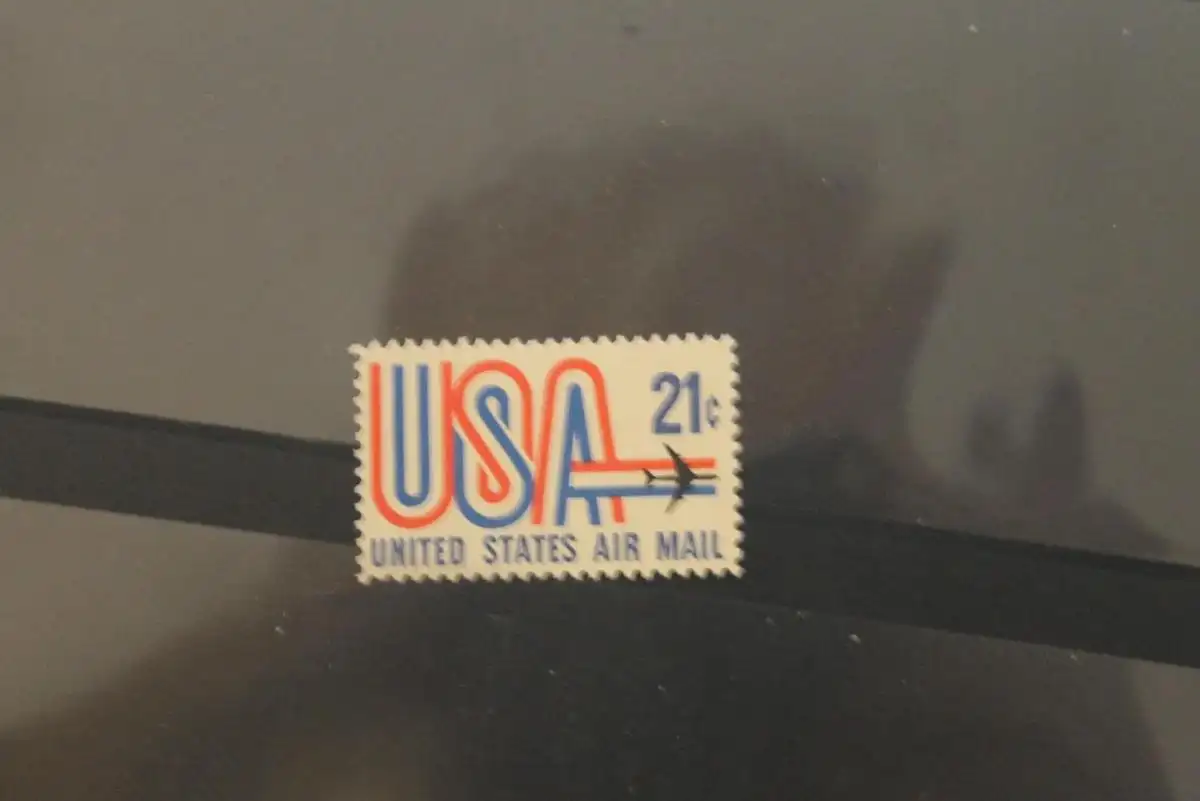 USA 21¢
UNITED STATES AIR MAIL